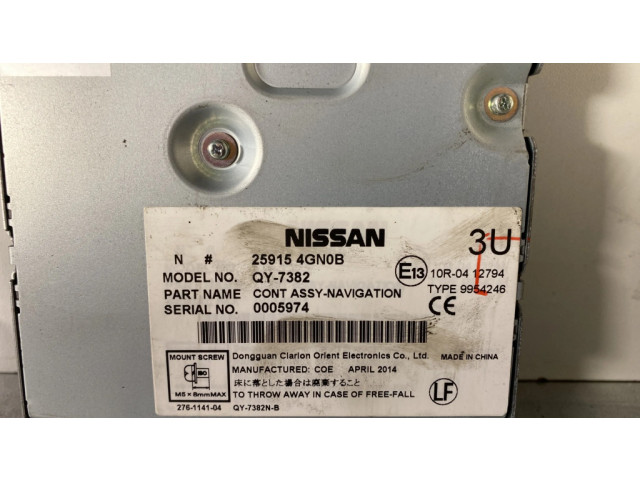 NISSAN
3U
N # 25915 4GN0B
MODEL NO. QY-7382
E13 10R-04 12794
PART NAME CONT ASSY-NAVIGATION
TYPE 9954246
SERIAL NO. 0005974
CE
MOUNT SCREW
ISO
M5 × 8mmMAX
Dongguan Clarion Orient Electronics Co., Ltd. MADE IN CHINA
MANUFACTURED: COE APRIL 2014
床に落とした場合は廃棄すること
TO THROW AWAY IN CASE OF FREE-FALL
LF
276-1141-04 QY-7382N-B